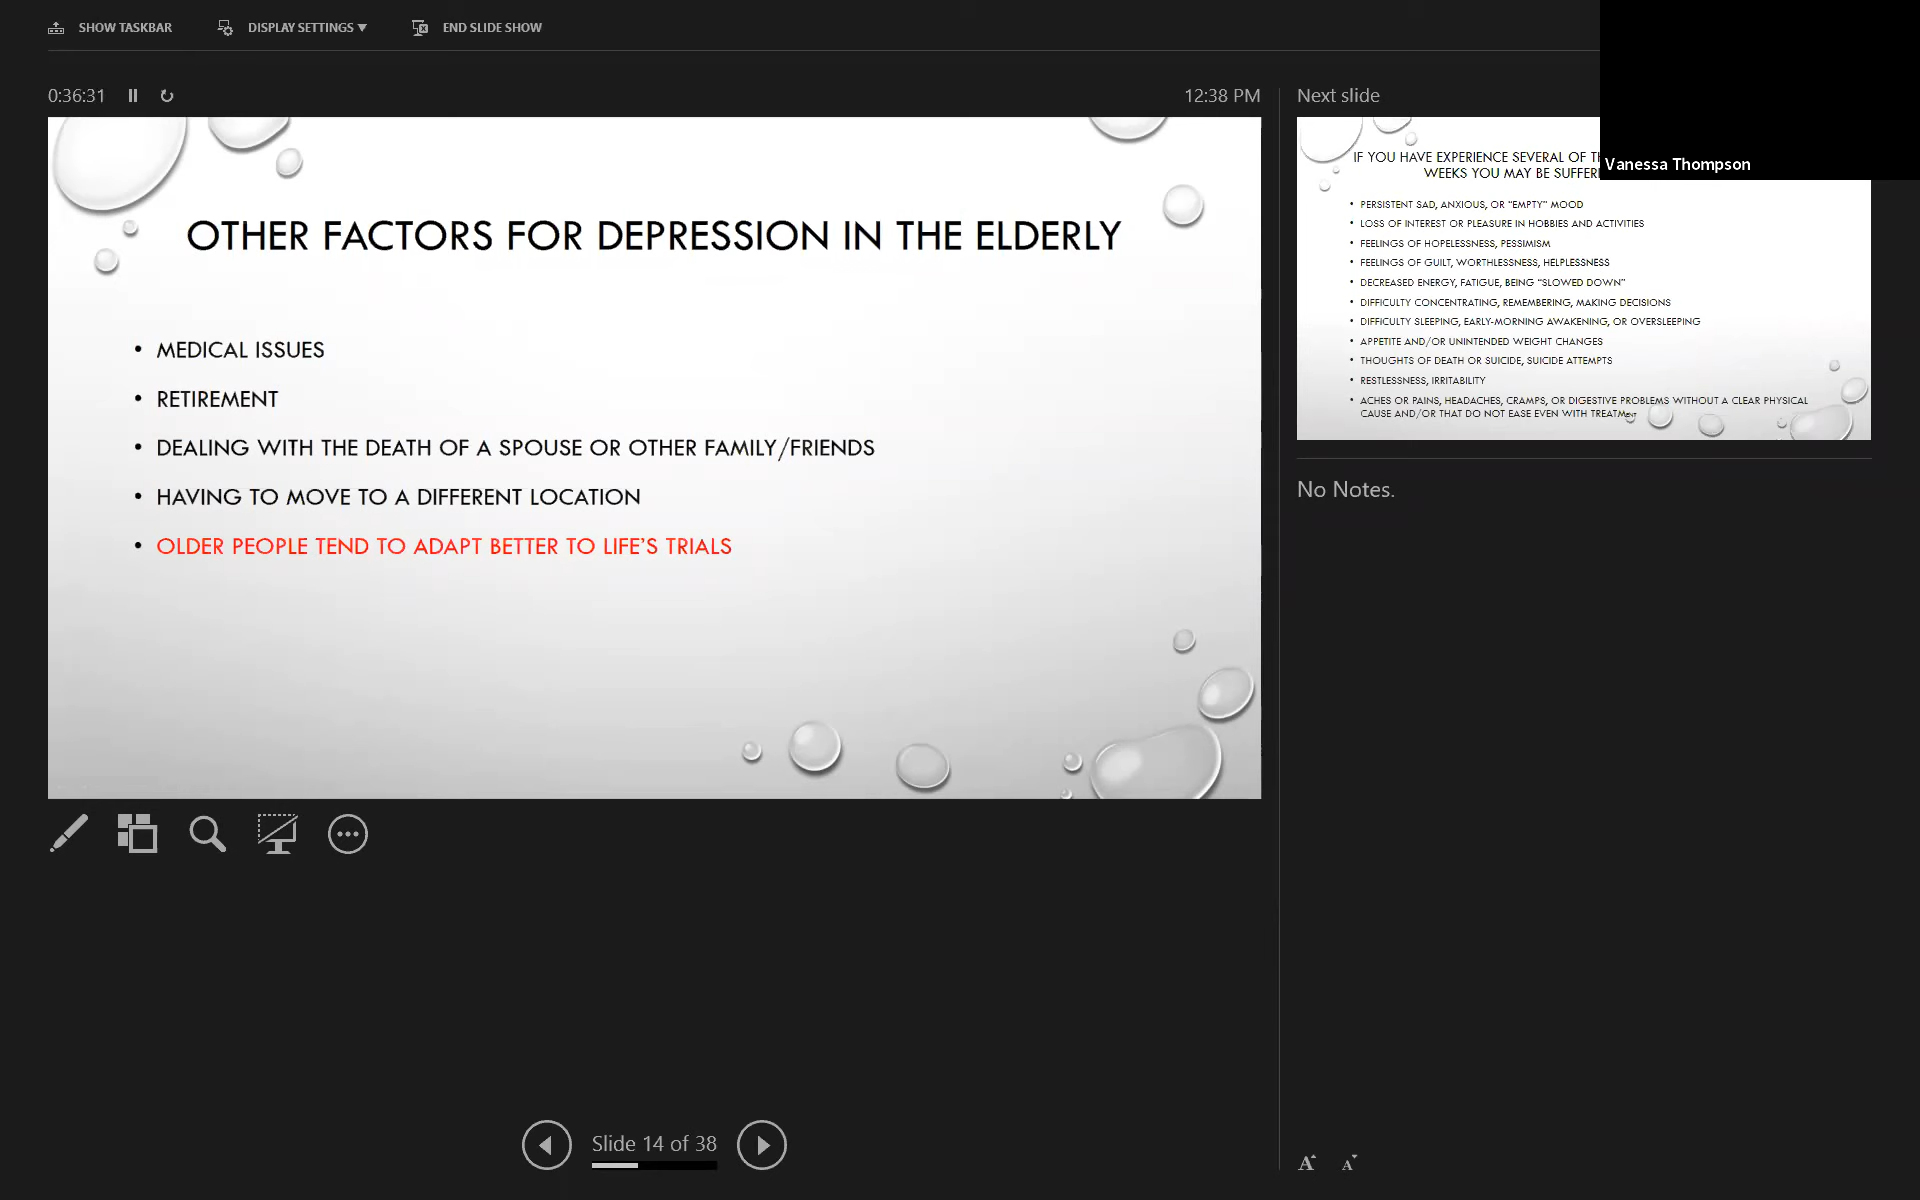 SHOW TASKBAR
DISPLAY SETTINGS ▼
END SLIDE SHOW
0:36:31
12:38 PM
OTHER FACTORS FOR DEPRESSION IN THE ELDERLY
• MEDICAL ISSUES
• RETIREMENT
• DEALING WITH THE DEATH OF A SPOUSE OR OTHER FAMILY/FRIENDS
• HAVING TO MOVE TO A DIFFERENT LOCATION
• OLDER PEOPLE TEND TO ADAPT BETTER TO LIFE'S TRIALS
Slide 14 of 38
Next slide
Vanessa Thompson
IF YOU HAVE EXPERIENCE SEVERAL OF
WEEKS YOU MAY BE
• PERSISTENT SAD, ANXIOUS, OR “EMPTY” MOOD
• LOSS OF INTEREST OR PLEASURE IN HOBBIES AND ACTIVITIES
• FEELINGS OF HOPELESSNESS, PESSIMISM
• FEELINGS OF GUILT, WORTHLESSNESS, HELPLESSNESS
• DECREASED ENERGY, FATIGUE, BEING “SLOWED DOWN”
• DIFFICULTY CONCENTRATING, REMEMBERING, MAKING DECISIONS
• DIFFICULTY SLEEPING, EARLY-MORNING AWAKENING, OR OVERSLEEPING
• APPETITE AND/OR UNINTENDED WEIGHT CHANGES
• THOUGHTS OF DEATH OR SUICIDE, SUICIDE ATTEMPTS
• RESTLESSNESS, IRRITABILITY
• ACHES OR PAINS, HEADACHES, CRAMPS, OR DIGESTIVE PROBLEMS WITHOUT A CLEAR PHYSICAL
CAUSE AND/OR THAT DO NOT EASE EVEN WITH TREATMENT
No Notes.
A A